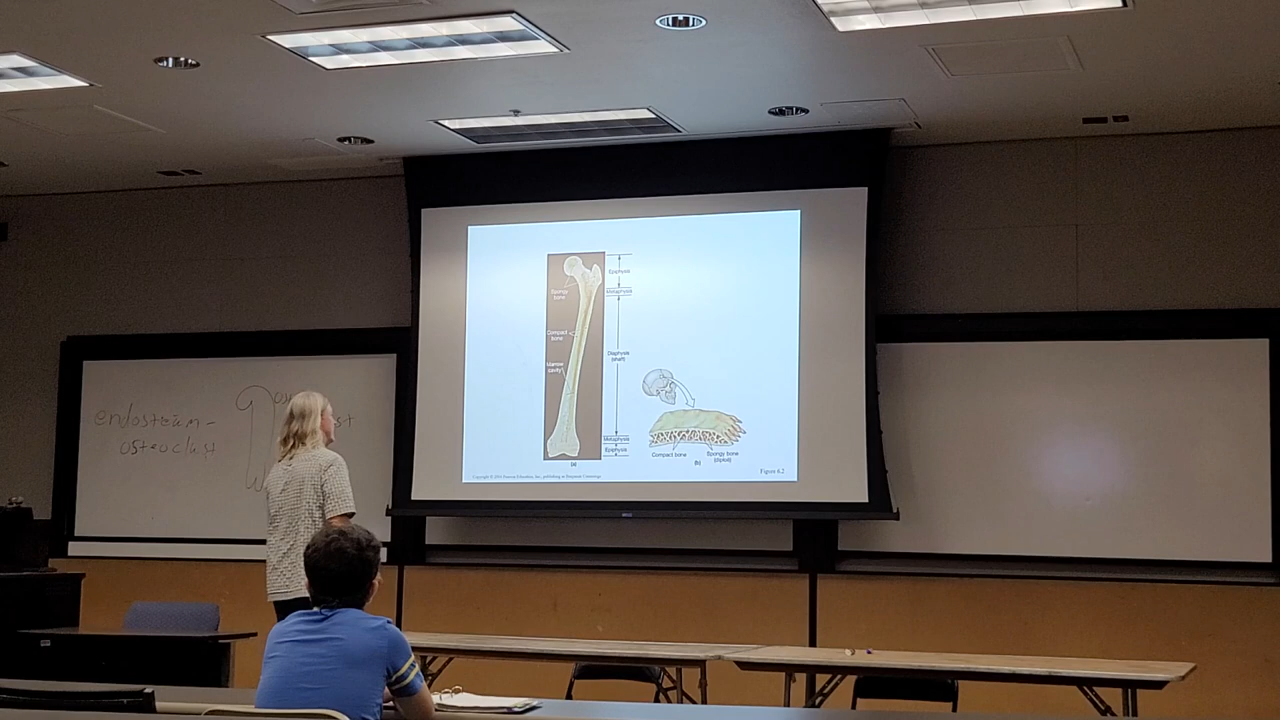 endosteum -
osteoclust
Epiphysis
Spongy
bone
Metaphysis
Compact
bone
Diaphysis
(shaft)
Marrow
cavity
Metaphysis
Epiphysis
(a)
Compact bone
Spongy bone
(diploë)
(b)
Figure 6.2